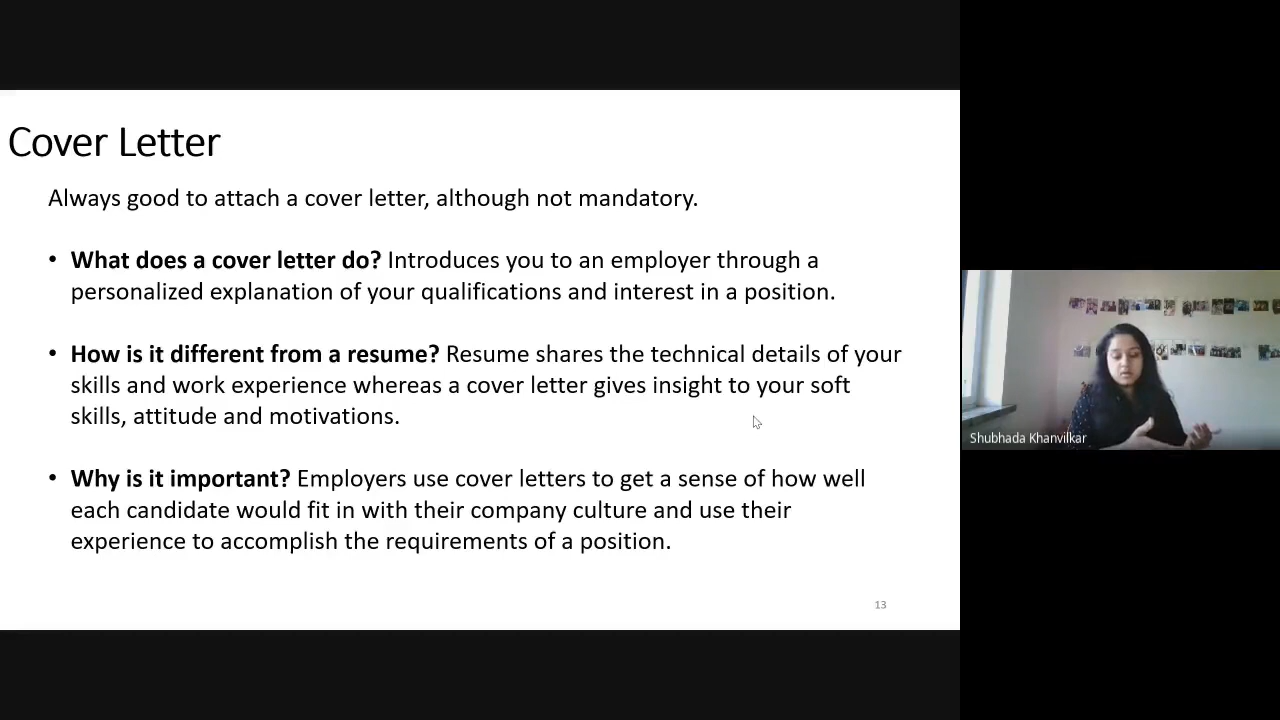 Cover Letter
Always good to attach a cover letter, although not mandatory.
• What does a cover letter do? Introduces you to an employer through a
personalized explanation of your qualifications and interest in a position.
• How is it different from a resume? Resume shares the technical details of your
skills and work experience whereas a cover letter gives insight to your soft
skills, attitude and motivations.
• Why is it important? Employers use cover letters to get a sense of how well
each candidate would fit in with their company culture and use their
experience to accomplish the requirements of a position.
13
Shubhada Khanvilkar